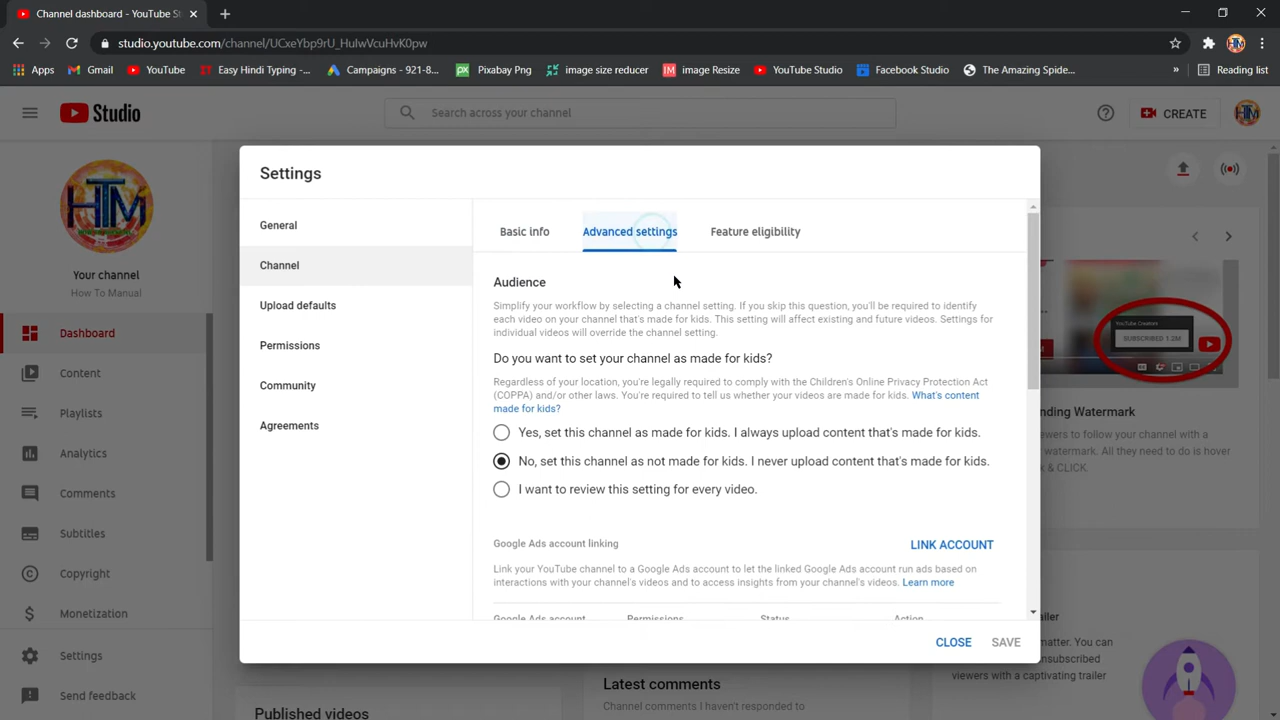 Channel dashboard - YouTube St
studio.youtube.com/channel/UCxeYbp9rU_HulwVcuHvK0pw
Apps Gmail YouTube Easy Hindi Typing -... Campaigns - 921-8... Pixabay Png image size reducer image Resize YouTube Studio Facebook Studio The Amazing Spide... » Reading list
Studio
Search across your channel
CREATE
HTM
Your channel
How To Manual
Dashboard
Content
Playlists
Analytics
Comments
Subtitles
Copyright
Monetization
Settings
Send feedback
Settings
General
Channel
Upload defaults
Permissions
Community
Agreements
Basic info Advanced settings Feature eligibility
Audience
Simplify your workflow by selecting a channel setting. If you skip this question, you'll be required to identify
each video on your channel that's made for kids. This setting will affect existing and future videos. Settings for
individual videos will override the channel setting.
Do you want to set your channel as made for kids?
Regardless of your location, you're legally required to comply with the Children's Online Privacy Protection Act
(COPPA) and/or other laws. You're required to tell us whether your videos are made for kids. What's content
made for kids?
Yes, set this channel as made for kids. I always upload content that's made for kids.
No, set this channel as not made for kids. I never upload content that's made for kids.
I want to review this setting for every video.
Google Ads account linking LINK ACCOUNT
Link your YouTube channel to a Google Ads account to let the linked Google Ads account run ads based on
interactions with your channel's videos and to access insights from your channel's videos. Learn more
Google Ads account Permissions Status Action
CLOSE SAVE
YouTube Creators
SUBSCRIBED 1.2M
nding Watermark
ewers to follow your channel with a
watermark. All they need to do is hover
& CLICK.
ailer
matter. You can
nsubscribed
viewers with a captivating trailer
Published videos
Latest comments
Channel comments I haven't responded to